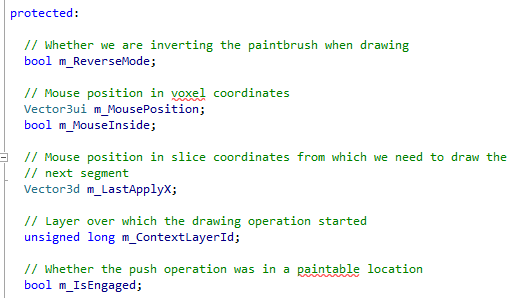 protected:
// Whether we are inverting the paintbrush when drawing
bool m_ReverseMode;
// Mouse position in voxel coordinates
Vector3ui m_MousePosition;
bool m_MouseInside;
// Mouse position in slice coordinates from which we need to draw the
// next segment
Vector3d m_LastApplyX;
// Layer over which the drawing operation started
unsigned long m_ContextLayerId;
// Whether the push operation was in a paintable location
bool m_IsEngaged;